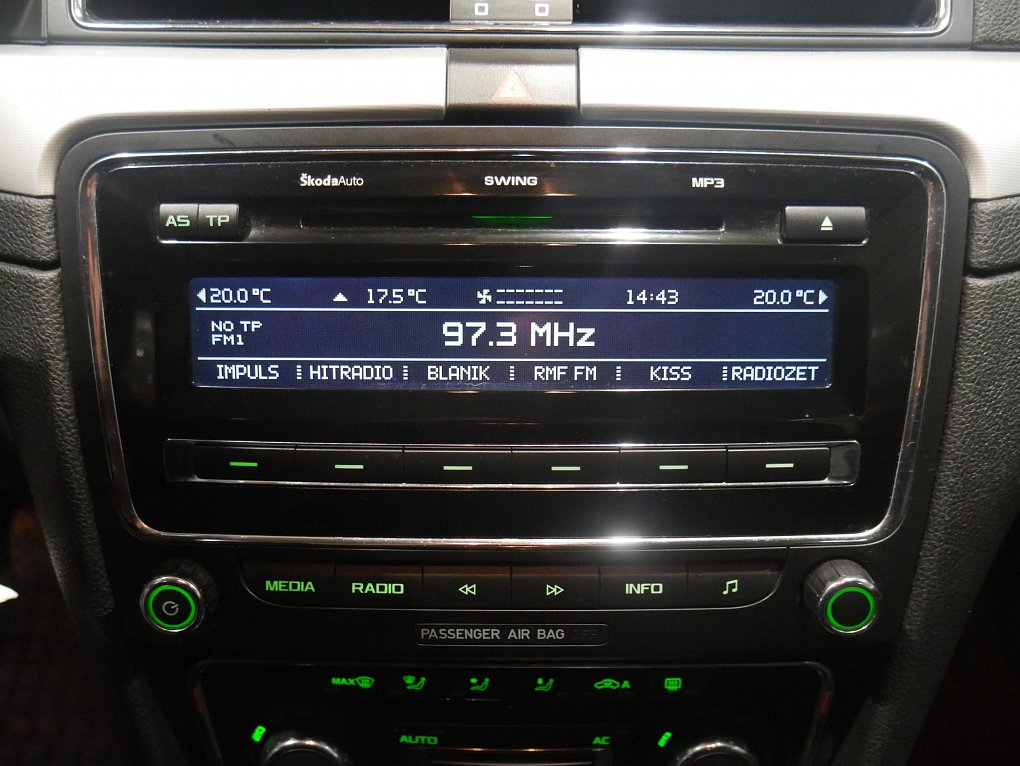 ŠkodaAuto SWING MP3
AS TP
20.0°C 17.5°C 14:43 20.0°C
NO TP
FM1
97.3 MHz
IMPULS HITRADIO BLANIK RMF FM KISS RADIOZET
MEDIA RADIO INFO
PASSENGER AIR BAG OFF
MAX A
AUTO AC